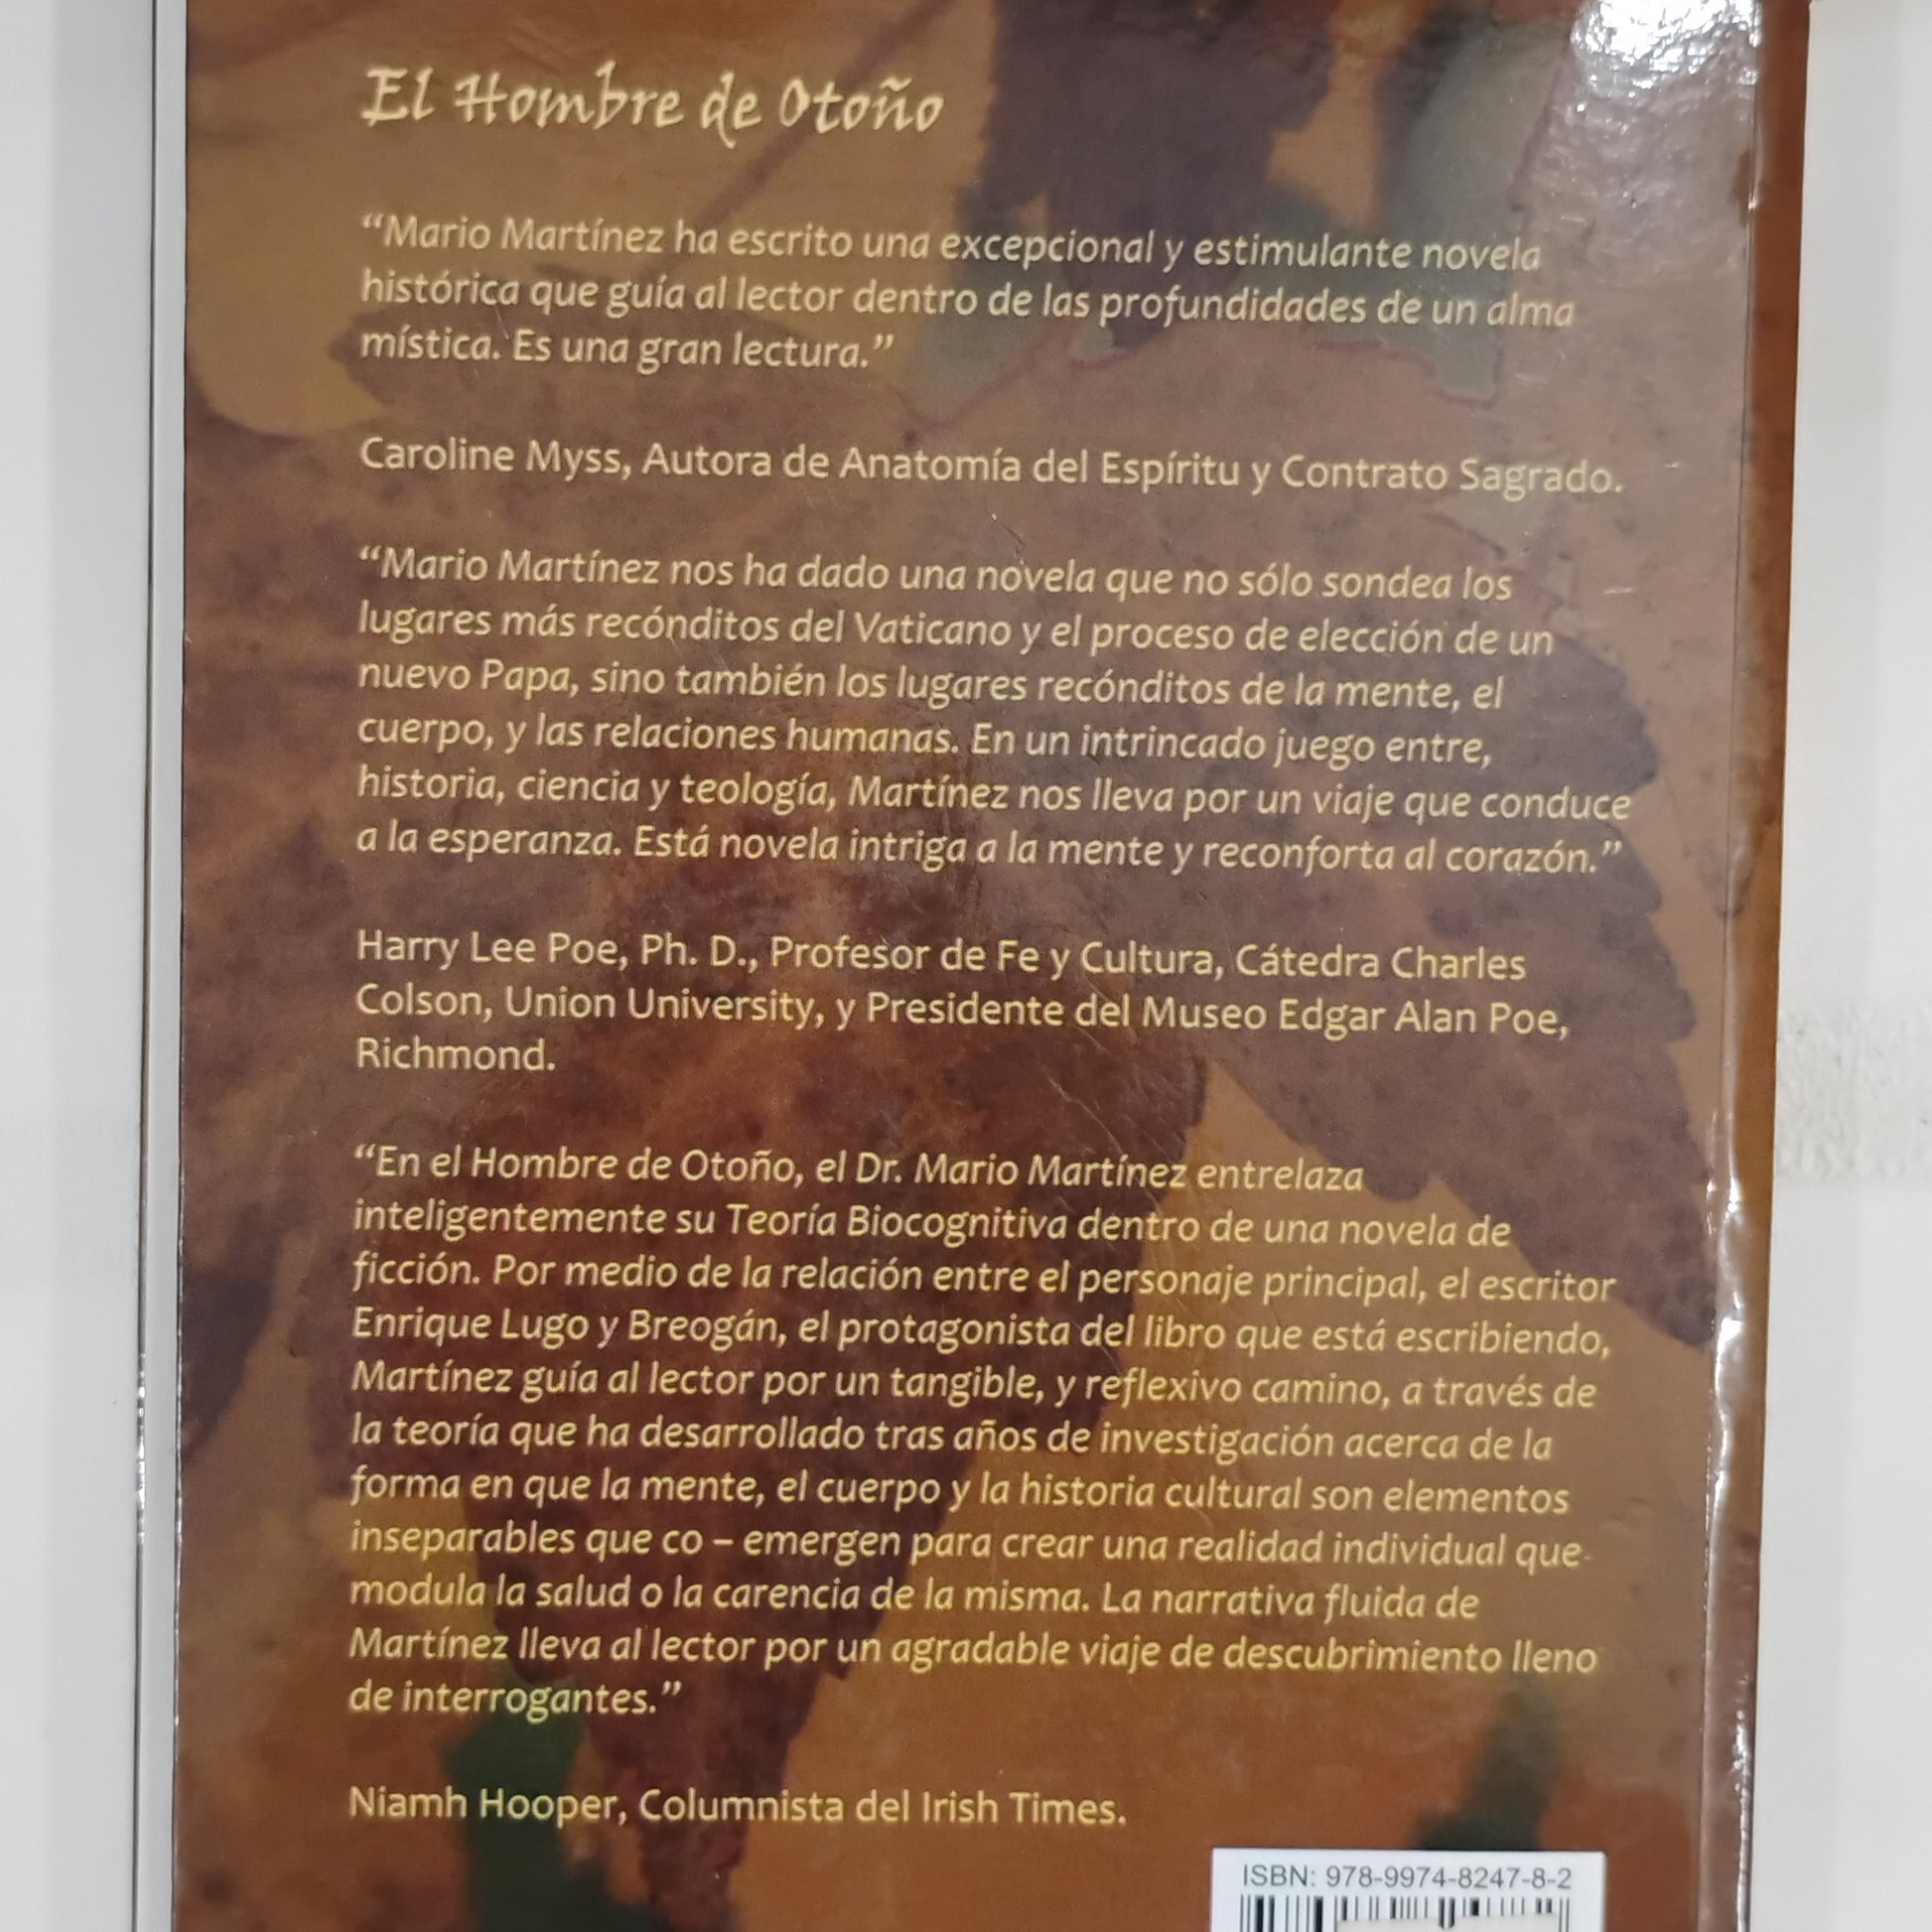 El Hombre de Otoño
“Mario Martínez ha escrito una excepcional y estimulante novela
histórica que guía al lector dentro de las profundidades de un alma
mística. Es una gran lectura.”
Caroline Myss, Autora de Anatomía del Espíritu y Contrato Sagrado.
“Mario Martínez nos ha dado una novela que no sólo sondea los
lugares más recónditos del Vaticano y el proceso de elección de un
nuevo Papa, sino también los lugares recónditos de la mente, el
cuerpo, y las relaciones humanas. En un intrincado juego entre,
historia, ciencia y teología, Martínez nos lleva por un viaje que conduce
a la esperanza. Está novela intriga a la mente y reconforta al corazón.”
Harry Lee Poe, Ph. D., Profesor de Fe y Cultura, Cátedra Charles
Colson, Union University, y Presidente del Museo Edgar Alan Poe,
Richmond.
“En el Hombre de Otoño, el Dr. Mario Martínez entrelaza
inteligentemente su Teoría Biocognitiva dentro de una novela de
ficción. Por medio de la relación entre el personaje principal, el escritor
Enrique Lugo y Breogán, el protagonista del libro que está escribiendo,
Martínez guía al lector por un tangible, y reflexivo camino, a través de
la teoría que ha desarrollado tras años de investigación acerca de la
forma en que la mente, el cuerpo y la historia cultural son elementos
inseparables que co – emergen para crear una realidad individual que
modula la salud o la carencia de la misma. La narrativa fluida de
Martínez lleva al lector por un agradable viaje de descubrimiento lleno
de interrogantes.”
Niamh Hooper, Columnista del Irish Times.
ISBN: 978-9974-8247-8-2